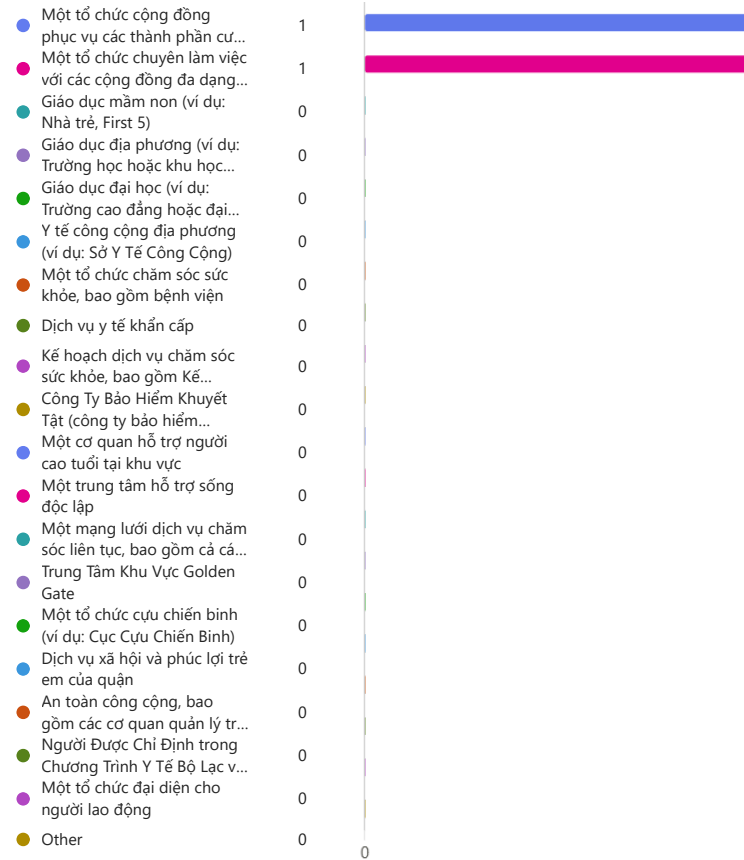 Một tổ chức cộng đồng
phục vụ các thành phần cư...
1
Một tổ chức chuyên làm việc
với các cộng đồng đa dạng...
1
Giáo dục mầm non (ví dụ:
Nhà trẻ, First 5)
0
Giáo dục địa phương (ví dụ:
Trường học hoặc khu học...
0
Giáo dục đại học (ví dụ:
Trường cao đẳng hoặc đại...
0
Y tế công cộng địa phương
(ví dụ: Sở Y Tế Công Cộng)
0
Một tổ chức chăm sóc sức
khỏe, bao gồm bệnh viện
0
Dịch vụ y tế khẩn cấp
0
Kế hoạch dịch vụ chăm sóc
sức khỏe, bao gồm Kế...
0
Công Ty Bảo Hiểm Khuyết
Tật (công ty bảo hiểm...
0
Một cơ quan hỗ trợ người
cao tuổi tại khu vực
0
Một trung tâm hỗ trợ sống
độc lập
0
Một mạng lưới dịch vụ chăm
sóc liên tục, bao gồm cả cá...
0
Trung Tâm Khu Vực Golden
Gate
0
Một tổ chức cựu chiến binh
(ví dụ: Cục Cựu Chiến Binh)
0
Dịch vụ xã hội và phúc lợi trẻ
em của quận
0
An toàn công cộng, bao
gồm các cơ quan quản lý tr...
0
Người Được Chỉ Định trong
Chương Trình Y Tế Bộ Lạc v...
0
Một tổ chức đại diện cho
người lao động
0
Other
0
0